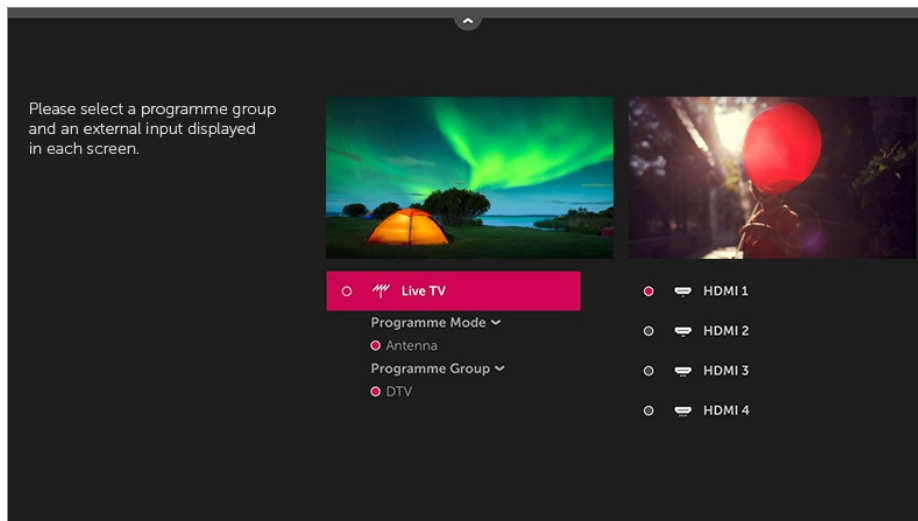 Please select a programme group
and an external input displayed
in each screen.
Live TV
Programme Mode
Antenna
Programme Group
DTV
HDMI 1
HDMI 2
HDMI 3
HDMI 4